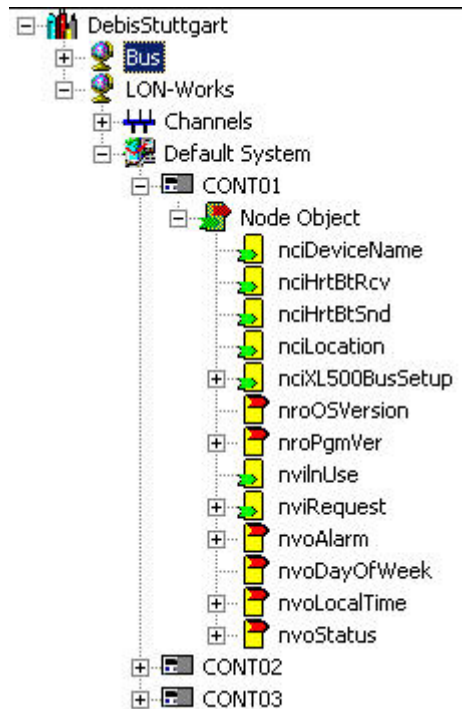 DebisStuttgart
Bus
LON-Works
Channels
Default System
CONT01
Node Object
nciDeviceName
nciHrtBtRcv
nciHrtBtSnd
nciLocation
nciXL500BusSetup
nroOSVersion
nroPgmVer
nviInUse
nviRequest
nvoAlarm
nvoDayOfWeek
nvoLocalTime
nvoStatus
CONT02
CONT03